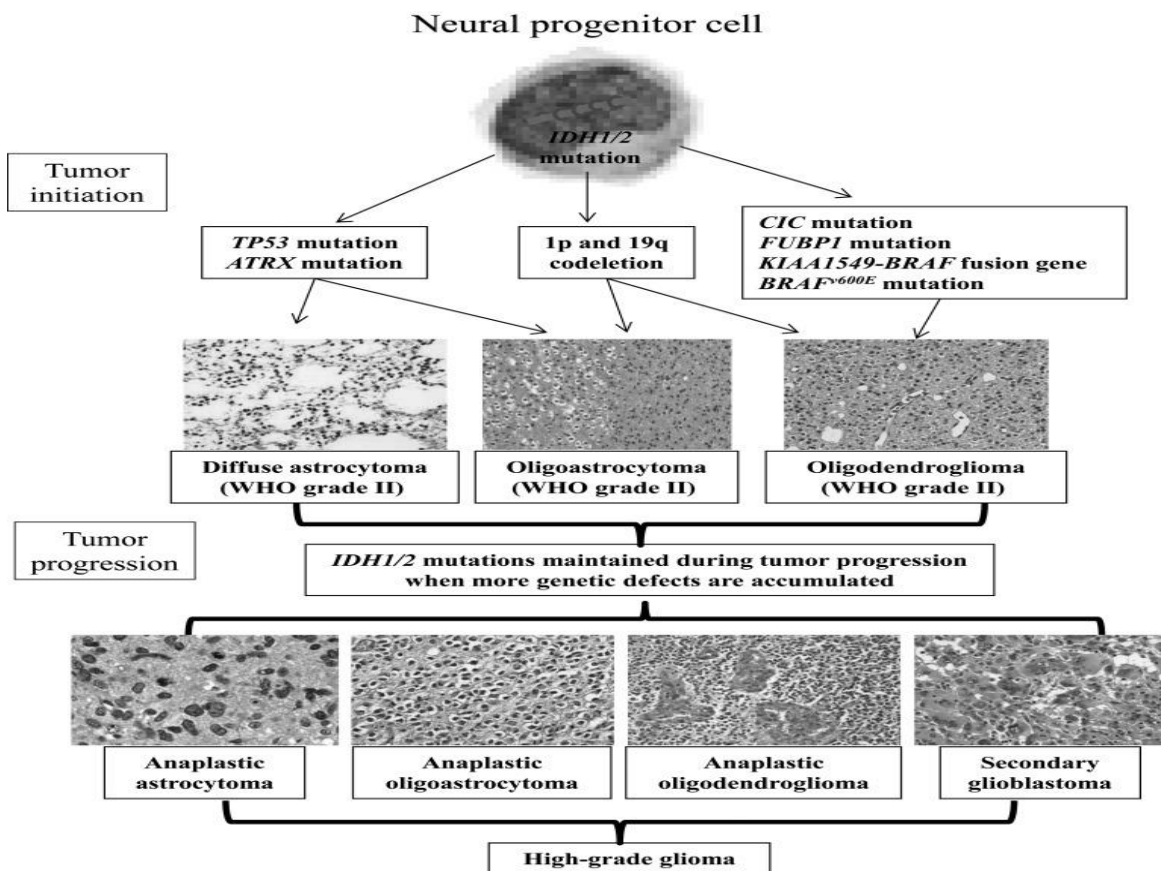 Neural progenitor cell
IDH1/2
mutation
Tumor
initiation
TP53 mutation
ATRX mutation
1p and 19q
codeletion
CIC mutation
FUBP1 mutation
KIAA1549-BRAF fusion gene
BRAFv600E mutation
Diffuse astrocytoma
(WHO grade II)
Oligoastrocytoma
(WHO grade II)
Oligodendroglioma
(WHO grade II)
Tumor
progression
IDH1/2 mutations maintained during tumor progression
when more genetic defects are accumulated
Anaplastic
astrocytoma
Anaplastic
oligoastrocytoma
Anaplastic
oligodendroglioma
Secondary
glioblastoma
High-grade glioma